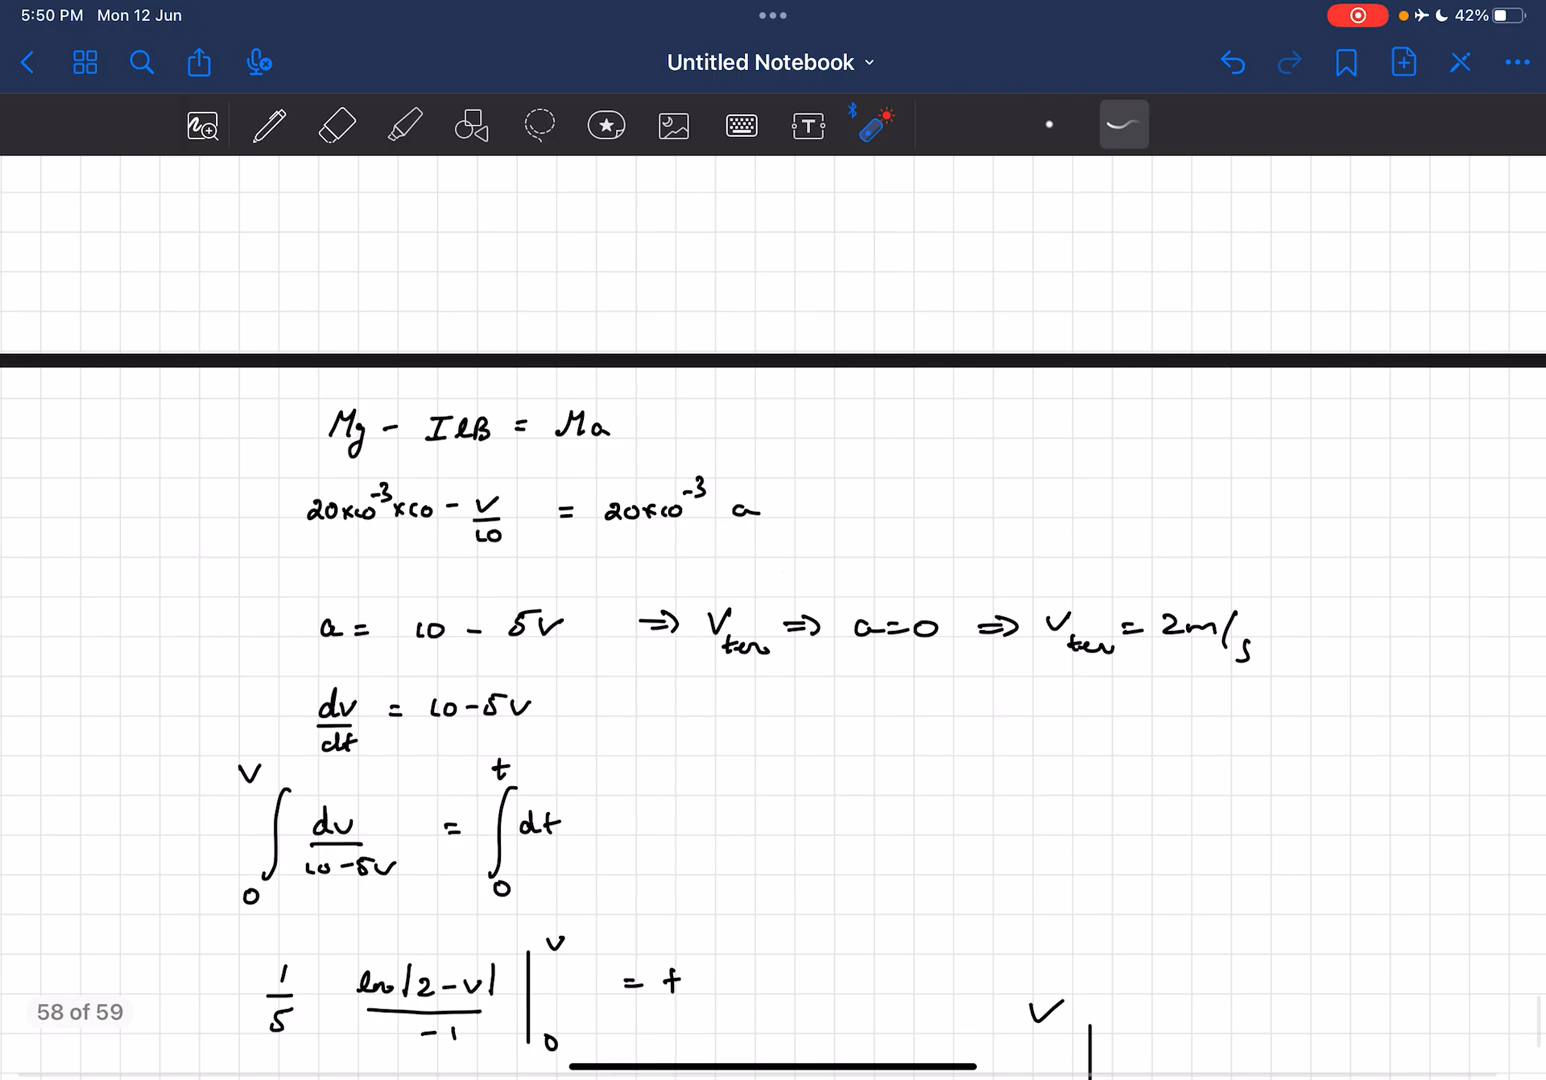 5:50 PM Mon 12 Jun
42%
Untitled Notebook
T
Mg - IlB = Ma
20×10^-3 ×10 - v/10 = 20×10^-3 a
a = 10 - 5v ⇒ V_ter ⇒ a=0 ⇒ V_ter = 2m/s
dv/dt = 10-5v
∫_0^v dv/(10-5v) = ∫_0^t dt
1/5 ln|2-v|/-1 |_0^v = t
V
58 of 59